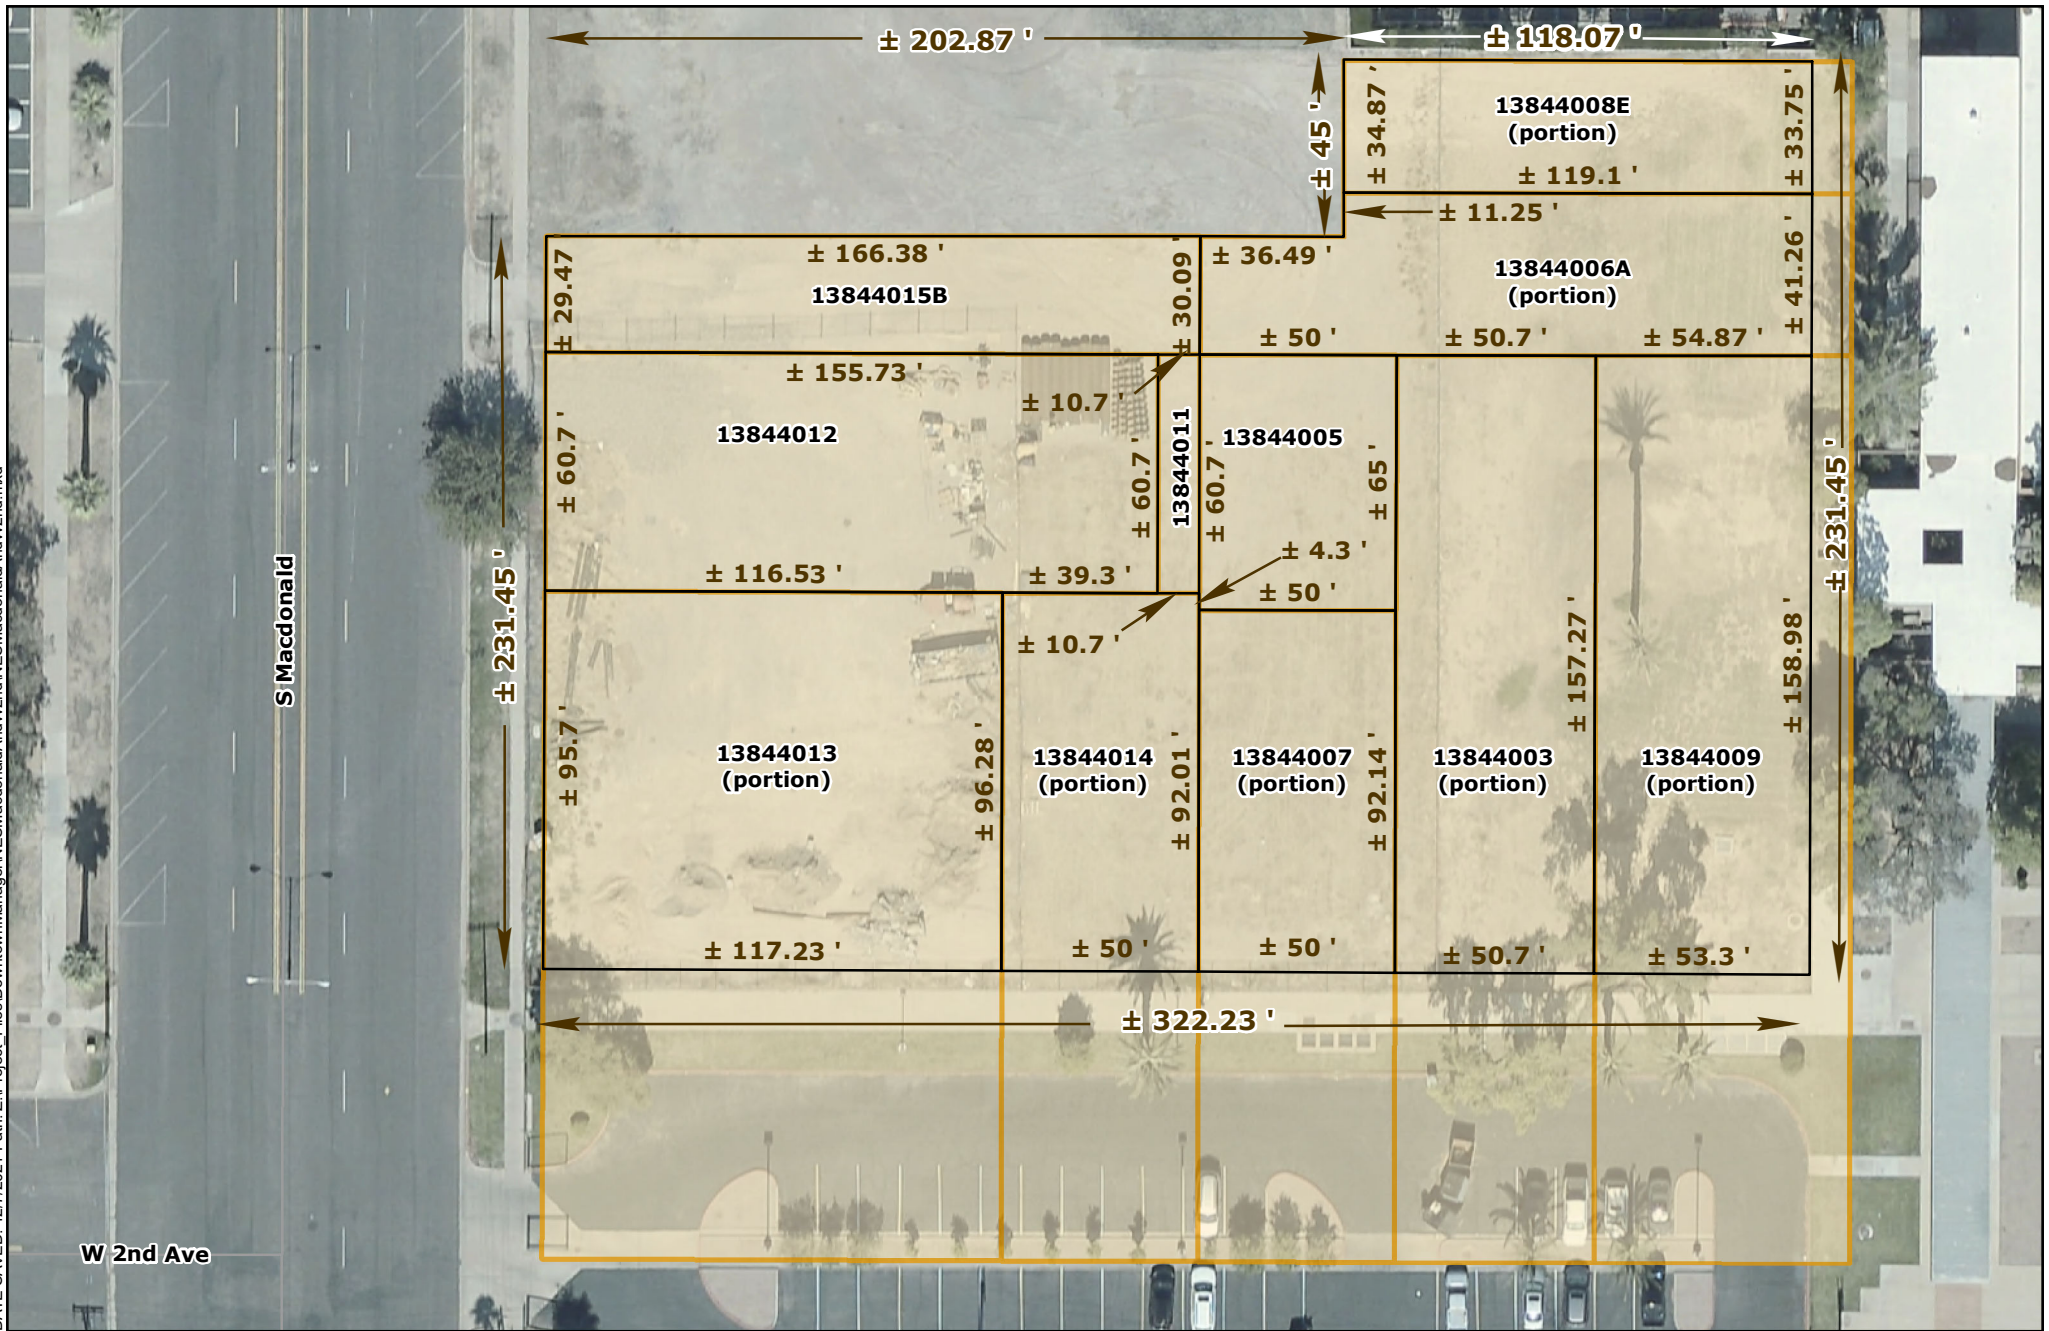 ± 202.87 '
± 118.07 '
± 45 '
± 34.87 '
13844008E
(portion)
± 33.75 '
± 119.1 '
± 11.25 '
± 29.47 '
± 166.38 '
13844015B
± 30.09 '
± 36.49 '
13844006A
(portion)
± 41.26 '
± 50 '
± 50.7 '
± 54.87 '
± 155.73 '
± 10.7 '
13844012
± 60.7 '
± 60.7 '
13844011
± 60.7 '
13844005
± 65 '
± 231.45 '
± 231.45 '
± 116.53 '
± 39.3 '
± 4.3 '
± 50 '
± 10.7 '
S Macdonald
± 95.7 '
13844013
(portion)
± 96.28 '
13844014
(portion)
± 92.01 '
13844007
(portion)
± 92.14 '
13844003
(portion)
± 157.27 '
13844009
(portion)
± 158.98 '
± 117.23 '
± 50 '
± 50 '
± 50.7 '
± 53.3 '
± 322.23 '
W 2nd Ave